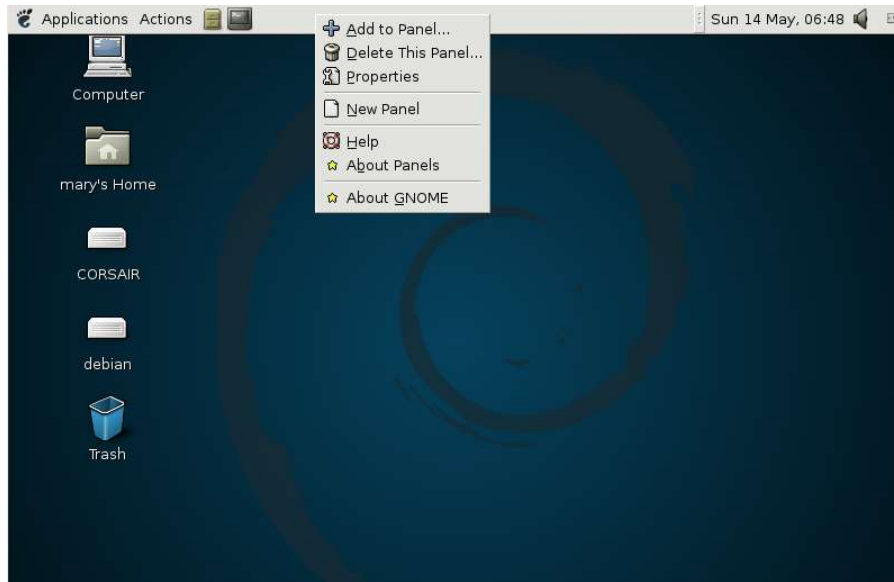 Applications Actions Sun 14 May, 06:48
Add to Panel...
Delete This Panel...
Properties
New Panel
Help
About Panels
About GNOME
Computer
mary's Home
CORSAIR
debian
Trash